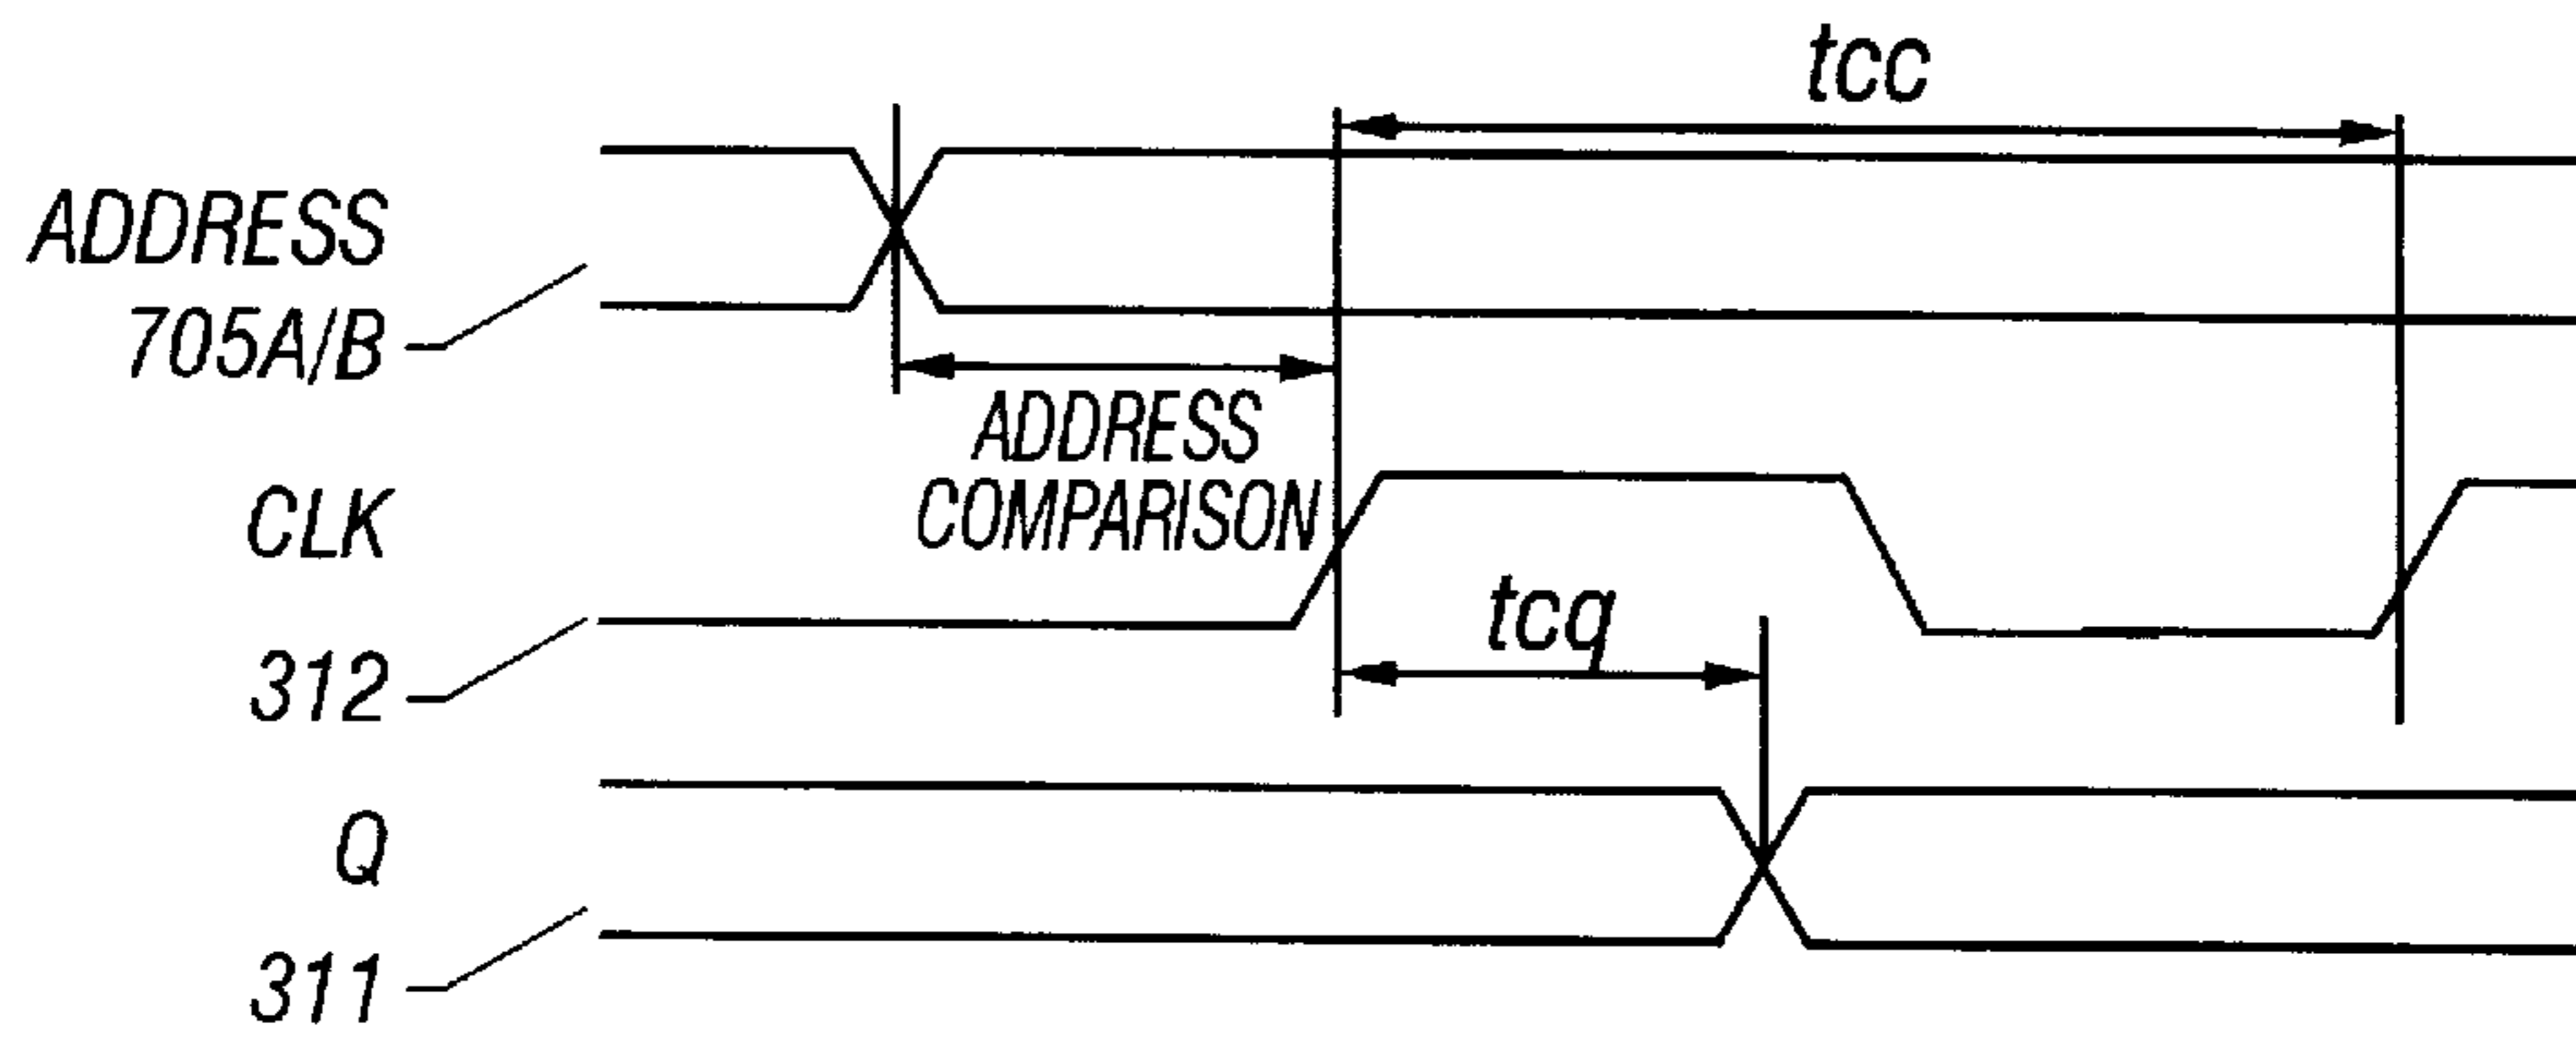 tcc
ADDRESS
705A/B
ADDRESS
COMPARISON
CLK
312
tcq
Q
311